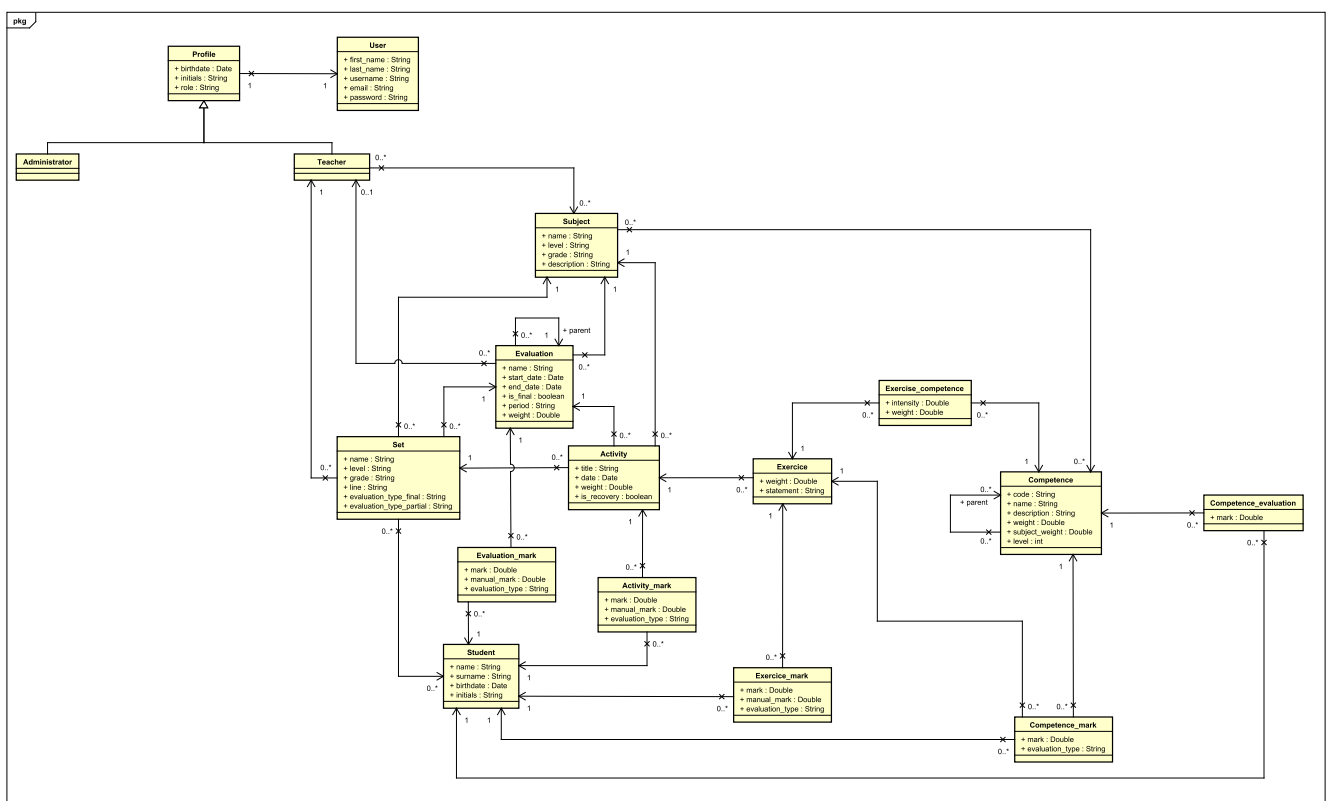 pkg
Profile
+ birthdate : Date
+ initials : String
+ role : String
1
1
User
+ first_name : String
+ last_name : String
+ username : String
+ email : String
+ password : String
Administrator
Teacher
0..*
1
0..1
0..*
Subject
+ name : String
+ level : String
+ grade : String
+ description : String
0..*
1
1
1
+ parent
0..*
1
Evaluation
+ name : String
+ start_date : Date
+ end_date : Date
+ is_final : boolean
+ period : String
+ weight : Double
0..*
0..*
1
1
1
Exercise_competence
+ intensity : Double
+ weight : Double
0..*
0..*
0..*
0..*
0..*
0..*
Set
+ name : String
+ level : String
+ grade : String
+ line : String
+ evaluation_type_final : String
+ evaluation_type_partial : String
0..*
0..*
1
0..*
Activity
+ title : String
+ date : Date
+ weight : Double
+ is_recovery : boolean
1
0..*
1
Exercice
+ weight : Double
+ statement : String
1
1
1
0..*
Competence
+ code : String
+ name : String
+ description : String
+ weight : Double
+ subject_weight : Double
+ level : int
0..*
+ parent
0..*
1
1
Competence_evaluation
+ mark : Double
0..*
0..*
0..*
Evaluation_mark
+ mark : Double
+ manual_mark : Double
+ evaluation_type : String
0..*
1
0..*
Activity_mark
+ mark : Double
+ manual_mark : Double
+ evaluation_type : String
0..*
Student
+ name : String
+ surname : String
+ birthdate : Date
+ initials : String
0..*
1
1
1
1
0..*
Exercice_mark
+ mark : Double
+ manual_mark : Double
+ evaluation_type : String
0..*
0..*
0..*
Competence_mark
+ mark : Double
+ evaluation_type : String
0..*